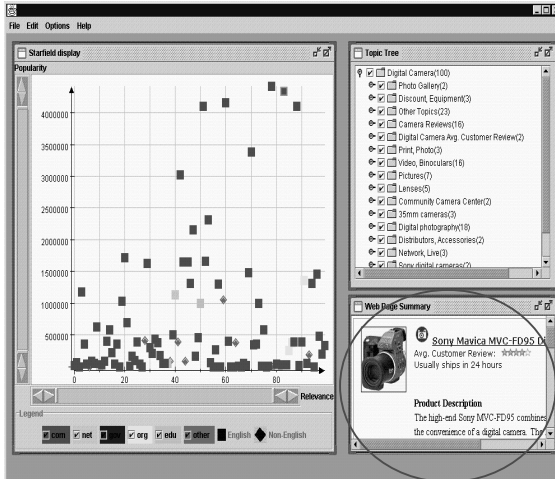 File Edit Options Help
Starfield display
Popularity
4000000
3500000
3000000
2500000
2000000
1500000
1000000
500000
0 20 40 60 80
Relevance
Legend
com net org edu other English Non-English
Topic Tree
Digital Camera(100)
Photo Gallery(2)
Discount, Equipment(3)
Other Topics(23)
Camera Reviews(16)
Digital Camera Avg. Customer Review(2)
Print, Photo(3)
Video, Binoculars(16)
Pictures(7)
Lenses(5)
Community Camera Center(2)
35mm cameras(3)
Digital photography(18)
Distributors, Accessories(2)
Network, Live(3)
Sony digital cameras(2)
Web Page Summary
Sony Mavica MVC-FD95 Di
Avg. Customer Review:
Usually ships in 24 hours
Product Description
The high-end Sony MVC-FD95 combines
the convenience of a digital camera. The